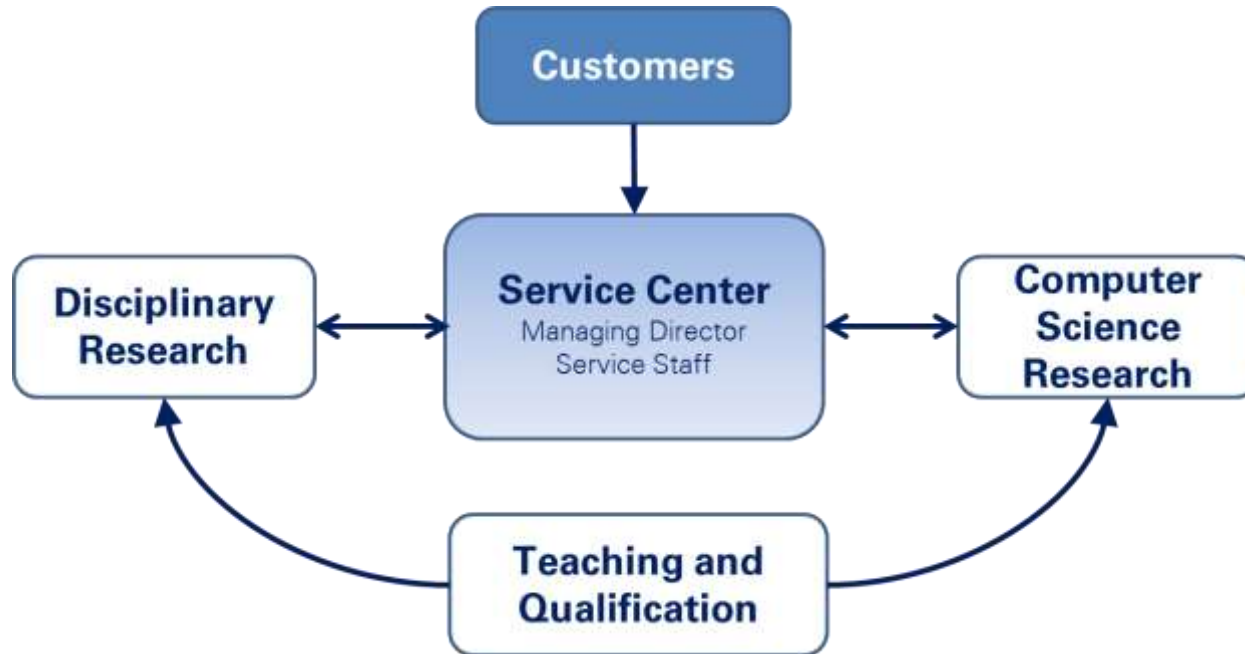 Customers
Service Center
Managing Director
Service Staff
Disciplinary
Research
Computer
Science
Research
Teaching and
Qualification